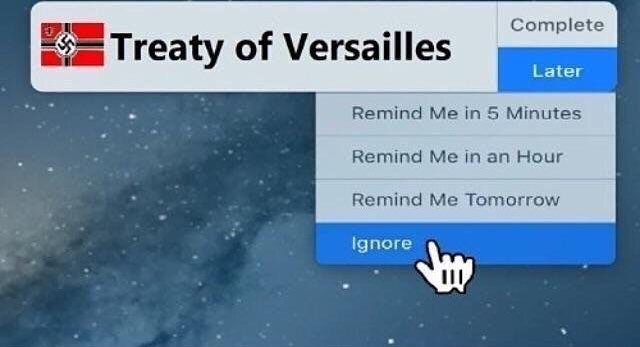 Treaty of Versailles
Complete
Later
Remind Me in 5 Minutes
Remind Me in an Hour
Remind Me Tomorrow
Ignore